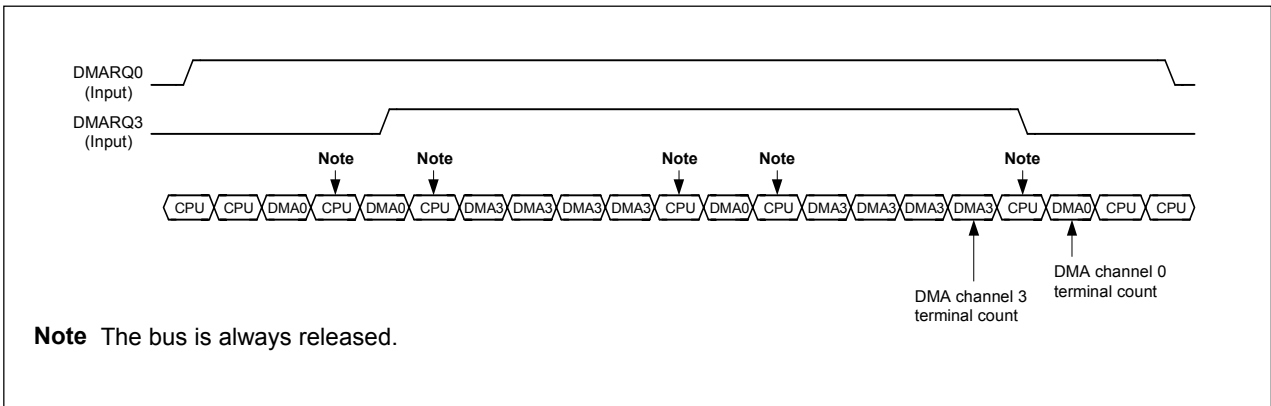 DMARQ0
(Input)
DMARQ3
(Input)
Note Note Note Note Note
CPU CPU DMA0 CPU DMA0 CPU DMA3 DMA3 DMA3 DMA3 CPU DMA0 CPU DMA3 DMA3 DMA3 DMA3 CPU DMA0 CPU CPU
DMA channel 3
terminal count
DMA channel 0
terminal count
Note The bus is always released.